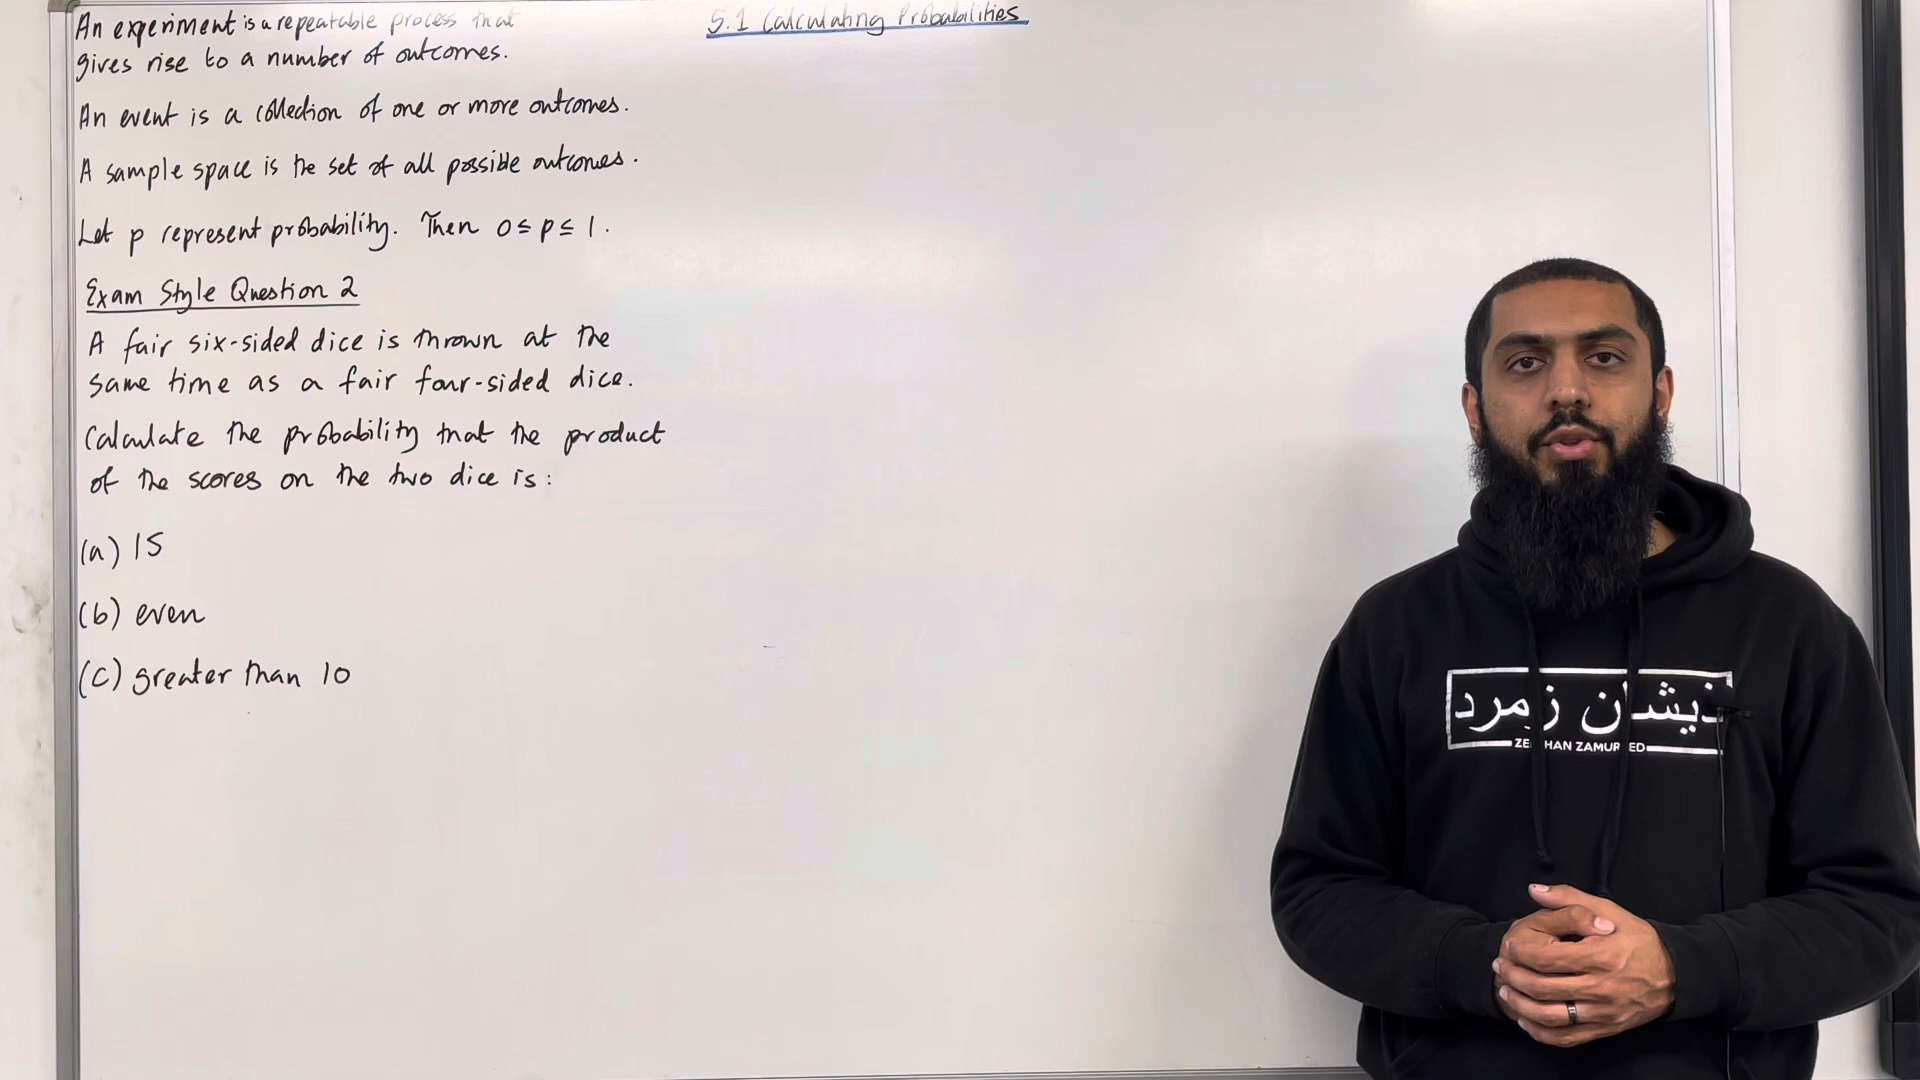 An experiment is a repeatable process that
gives rise to a number of outcomes.
An event is a collection of one or more outcomes.
A sample space is the set of all possible outcomes.
Let p represent probability. Then 0 ≤ p ≤ 1.
Exam Style Question 2
A fair six-sided dice is thrown at the
same time as a fair four-sided dice.
Calculate the probability that the product
of the scores on the two dice is:
(a) 15
(b) even
(c) greater than 10
5.1 Calculating Probabilities
ذيشان زمرد